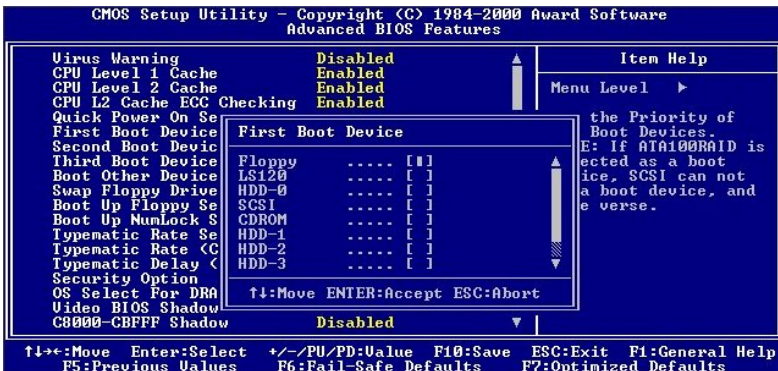 CMOS Setup Utility - Copyright (C) 1984-2000 Award Software
Advanced BIOS Features
Virus Warning Disabled
CPU Level 1 Cache Enabled
CPU Level 2 Cache Enabled
CPU L2 Cache ECC Checking Enabled
Quick Power On Se
First Boot Device
Second Boot Devic
Third Boot Device
Boot Other Device
Swap Floppy Drive
Boot Up Floppy Se
Boot Up NumLock S
Typematic Rate Se
Typematic Rate (C
Typematic Delay (
Security Option
OS Select For DRA
Video BIOS Shadow
C8000-CBFFF Shadow Disabled
First Boot Device
Floppy ..... [▮]
LS120 ..... [ ]
HDD-0 ..... [ ]
SCSI ..... [ ]
CDROM ..... [ ]
HDD-1 ..... [ ]
HDD-2 ..... [ ]
HDD-3 ..... [ ]
↑↓:Move ENTER:Accept ESC:Abort
Item Help
Menu Level ▶
the Priority of
Boot Devices.
E: If ATA100RAID is
ected as a boot
ice, SCSI can not
a boot device, and
e verse.
↑↓→←:Move Enter:Select +/-/PU/PD:Value F10:Save ESC:Exit F1:General Help
F5:Previous Values F6:Fail-Safe Defaults F7:Optimized Defaults